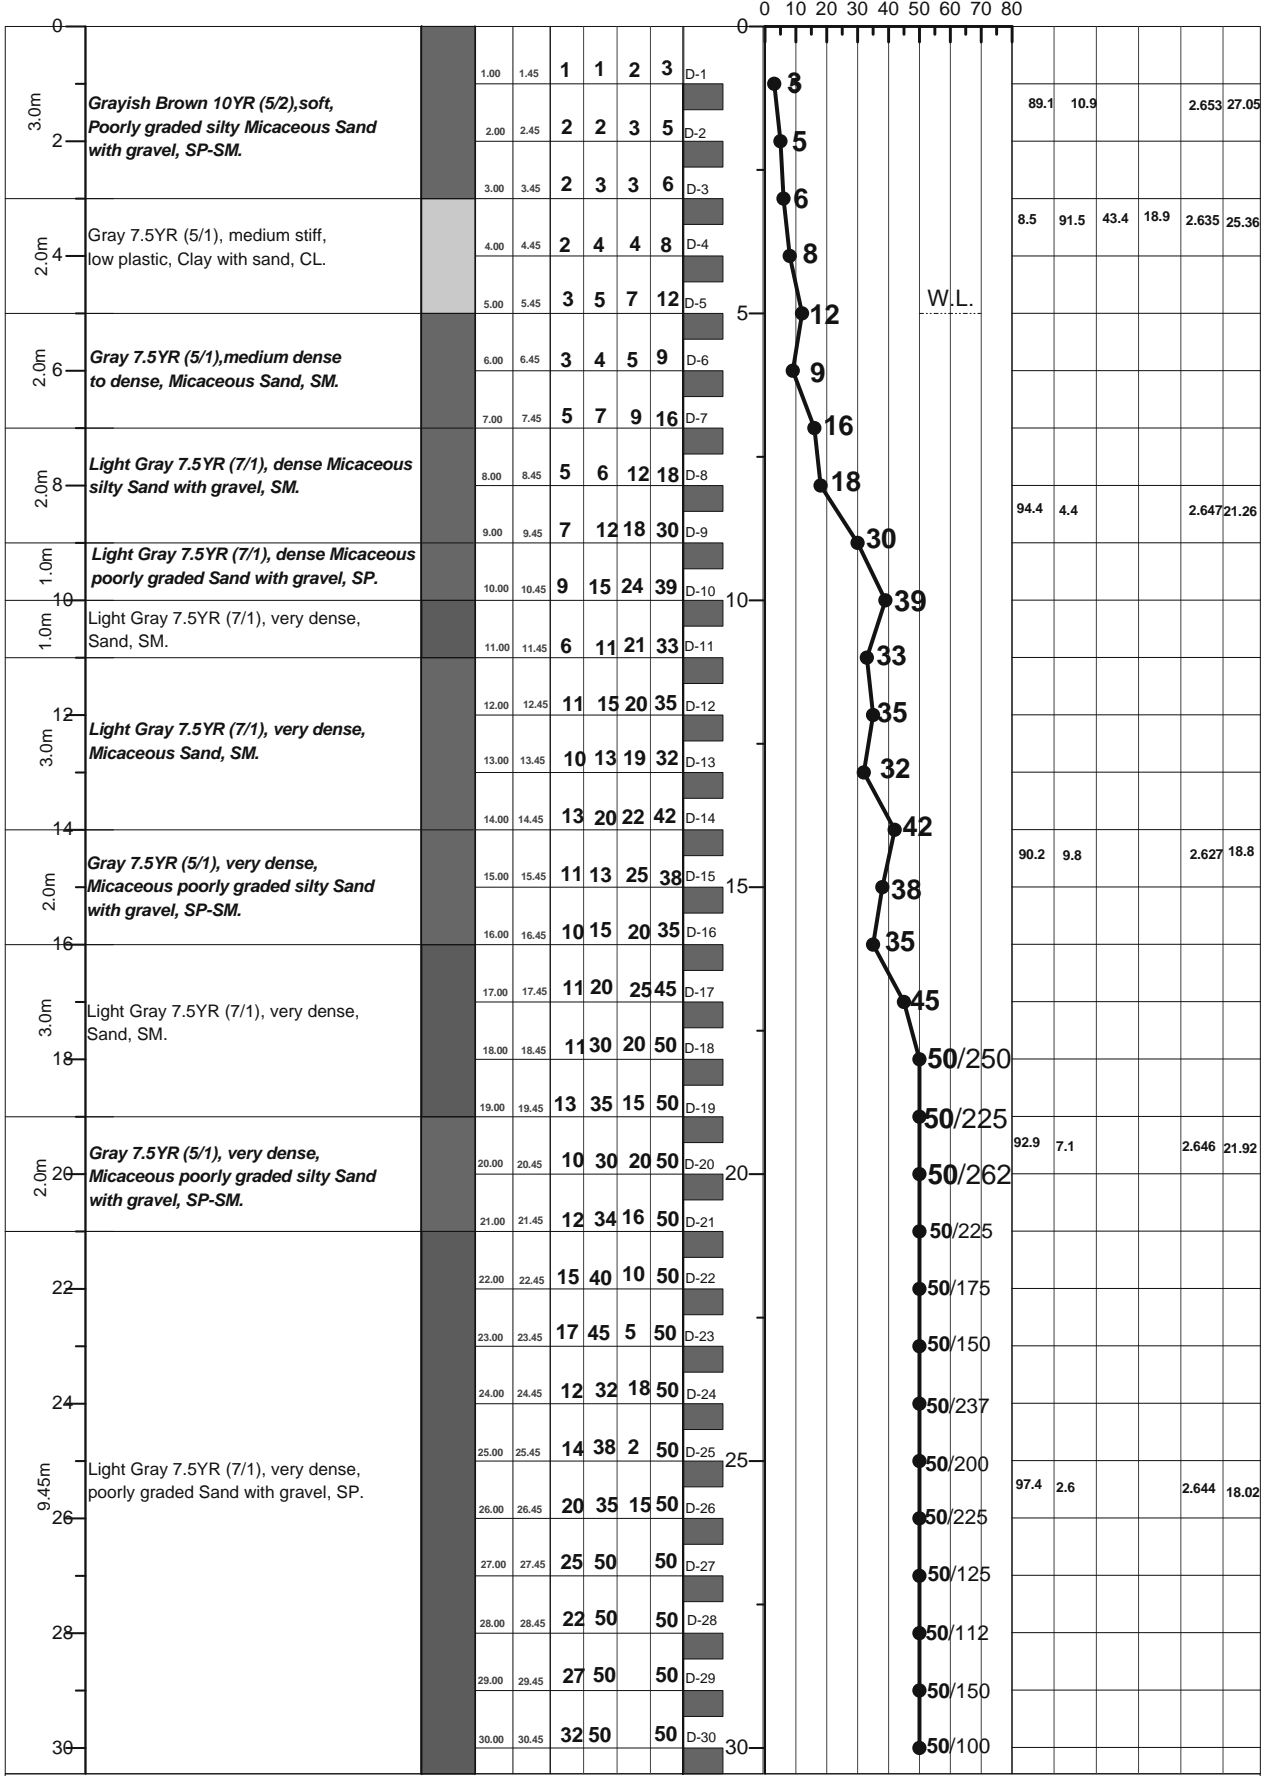 0 10 20 30 40 50 60 70 80
0 0
1.00 1.45 1 1 2 3 D-1
3
3.0m
Grayish Brown 10YR (5/2),soft,
Poorly graded silty Micaceous Sand
with gravel, SP-SM.
89.1 10.9 2.653 27.05
2
2.00 2.45 2 2 3 5 D-2
5
3.00 3.45 2 3 3 6 D-3
6
2.0m
Gray 7.5YR (5/1), medium stiff,
low plastic, Clay with sand, CL.
8.5 91.5 43.4 18.9 2.635 25.36
4
4.00 4.45 2 4 4 8 D-4
8
5.00 5.45 3 5 7 12 D-5
5
12
W.L.
2.0m
Gray 7.5YR (5/1),medium dense
to dense, Micaceous Sand, SM.
6
6.00 6.45 3 4 5 9 D-6
9
7.00 7.45 5 7 9 16 D-7
16
2.0m
Light Gray 7.5YR (7/1), dense Micaceous
silty Sand with gravel, SM.
8
8.00 8.45 5 6 12 18 D-8
18
94.4 4.4 2.647 21.26
9.00 9.45 7 12 18 30 D-9
30
1.0m
Light Gray 7.5YR (7/1), dense Micaceous
poorly graded Sand with gravel, SP.
10.00 10.45 9 15 24 39 D-10
10 10
39
1.0m
Light Gray 7.5YR (7/1), very dense,
Sand, SM.
11.00 11.45 6 11 21 33 D-11
33
12.00 12.45 11 15 20 35 D-12
12
35
3.0m
Light Gray 7.5YR (7/1), very dense,
Micaceous Sand, SM.
13.00 13.45 10 13 19 32 D-13
32
14.00 14.45 13 20 22 42 D-14
14
42
2.0m
Gray 7.5YR (5/1), very dense,
Micaceous poorly graded silty Sand
with gravel, SP-SM.
90.2 9.8 2.627 18.8
15.00 15.45 11 13 25 38 D-15
15
38
16.00 16.45 10 15 20 35 D-16
16
35
17.00 17.45 11 20 25 45 D-17
45
3.0m
Light Gray 7.5YR (7/1), very dense,
Sand, SM.
18.00 18.45 11 30 20 50 D-18
18
50/250
19.00 19.45 13 35 15 50 D-19
50/225
2.0m
Gray 7.5YR (5/1), very dense,
Micaceous poorly graded silty Sand
with gravel, SP-SM.
92.9 7.1 2.646 21.92
20.00 20.45 10 30 20 50 D-20
20 20
50/262
21.00 21.45 12 34 16 50 D-21
50/225
22.00 22.45 15 40 10 50 D-22
22
50/175
23.00 23.45 17 45 5 50 D-23
50/150
24.00 24.45 12 32 18 50 D-24
24
50/237
25.00 25.45 14 38 2 50 D-25
25
50/200
9.45m
Light Gray 7.5YR (7/1), very dense,
poorly graded Sand with gravel, SP.
97.4 2.6 2.644 18.02
26.00 26.45 20 35 15 50 D-26
26
50/225
27.00 27.45 25 50 50 D-27
50/125
28.00 28.45 22 50 50 D-28
28
50/112
29.00 29.45 27 50 50 D-29
50/150
30.00 30.45 32 50 50 D-30
30 30
50/100